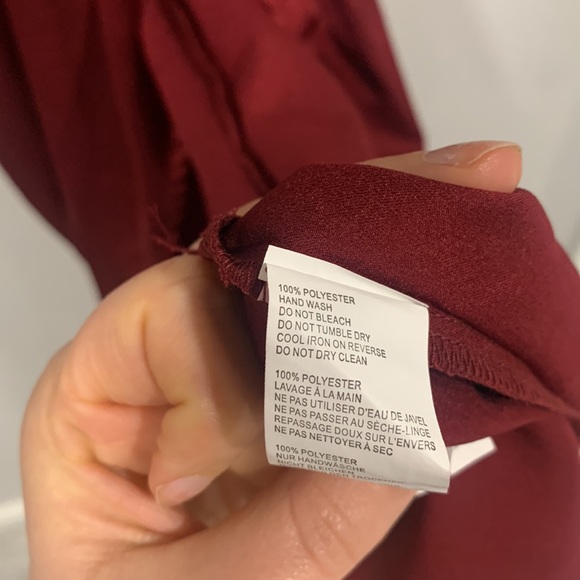 100% POLYESTER
HAND WASH
DO NOT BLEACH
DO NOT TUMBLE DRY
COOL IRON ON REVERSE
DO NOT DRY CLEAN
100% POLYESTER
LAVAGE À LA MAIN
NE PAS UTILISER D'EAU DE JAVEL
NE PAS PASSER AU SÈCHE-LINGE
REPASSAGE DOUX SUR L'ENVERS
NE PAS NETTOYER À SEC
100% POLYESTER
NUR HANDWÄSCHE
NICHT BLEICHEN